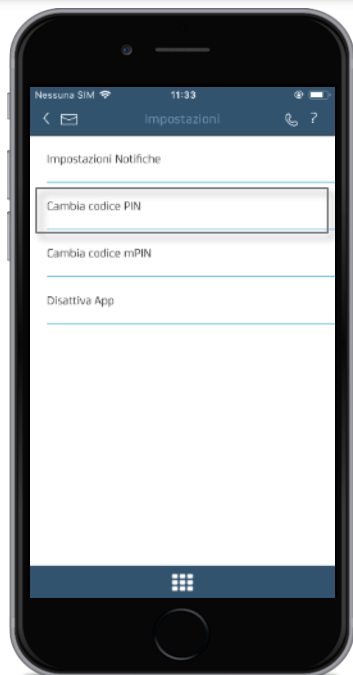 Nessuna SIM 11:33
Impostazioni ?
Impostazioni Notifiche
Cambia codice PIN
Cambia codice mPIN
Disattiva App